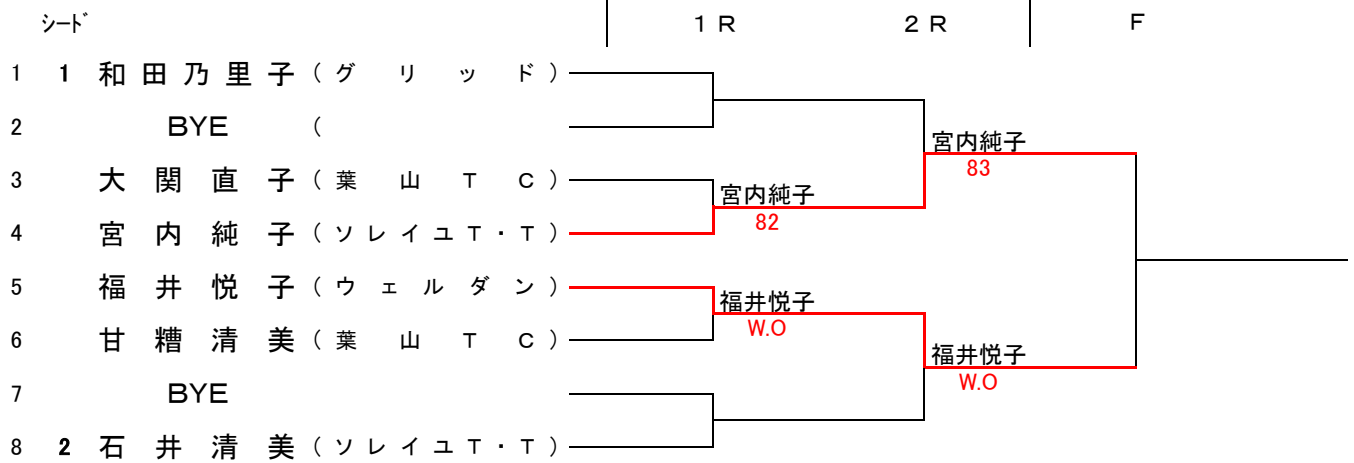 シード 1R 2R F
1 1 和田乃里子(グリッド)
2 BYE (
宮内純子
83
3 大関直子(葉山TC)
宮内純子
82
4 宮内純子(ソレイユT・T)
5 福井悦子(ウェルダン)
福井悦子
W.O
6 甘糟清美(葉山TC)
福井悦子
W.O
7 BYE
8 2 石井清美(ソレイユT・T)